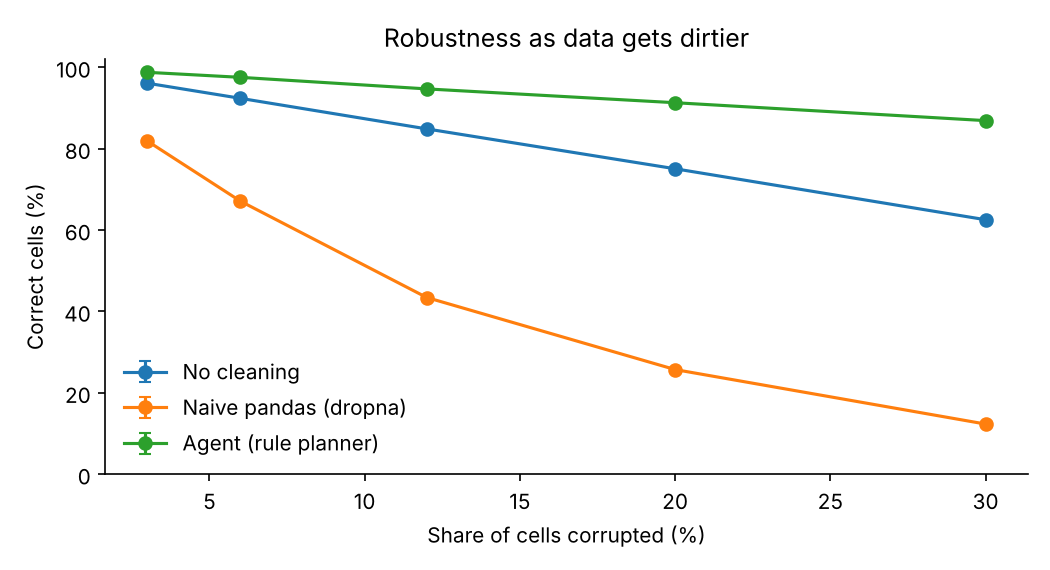 Robustness as data gets dirtier
Correct cells (%)
100
80
60
40
20
0
No cleaning
Naive pandas (dropna)
Agent (rule planner)
5 10 15 20 25 30
Share of cells corrupted (%)